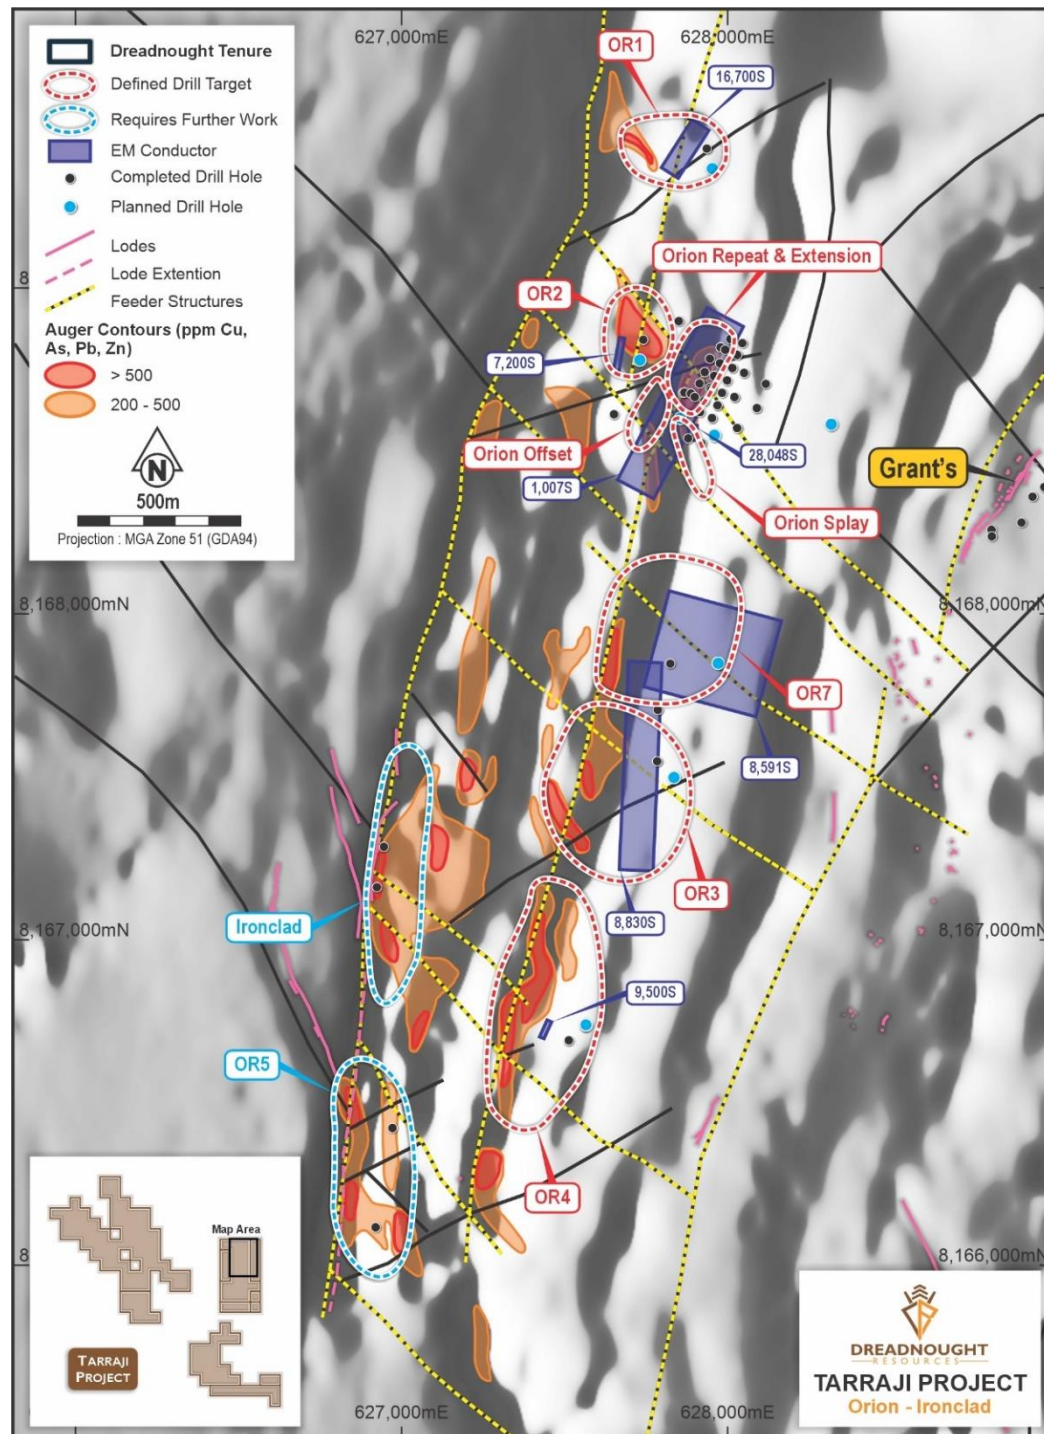 627,000mE
628,000mE
Dreadnought Tenure
Defined Drill Target
Requires Further Work
EM Conductor
Completed Drill Hole
Planned Drill Hole
Lodes
Lode Extention
Feeder Structures
Auger Contours (ppm Cu,
As, Pb, Zn)
> 500
200 - 500
N
500m
Projection : MGA Zone 51 (GDA94)
OR1
16,700S
Orion Repeat & Extension
OR2
7,200S
Orion Offset
1,007S
28,048S
Grant's
Orion Splay
8,168,000mN
8,168,000mN
OR7
8,591S
OR3
8,830S
Ironclad
8,167,000mN
8,167,000mN
9,500S
OR5
OR4
8,166,000mN
Map Area
TARRAJI
PROJECT
627,000mE
628,000mE
DREADNOUGHT
RESOURCES
TARRAJI PROJECT
Orion - Ironclad